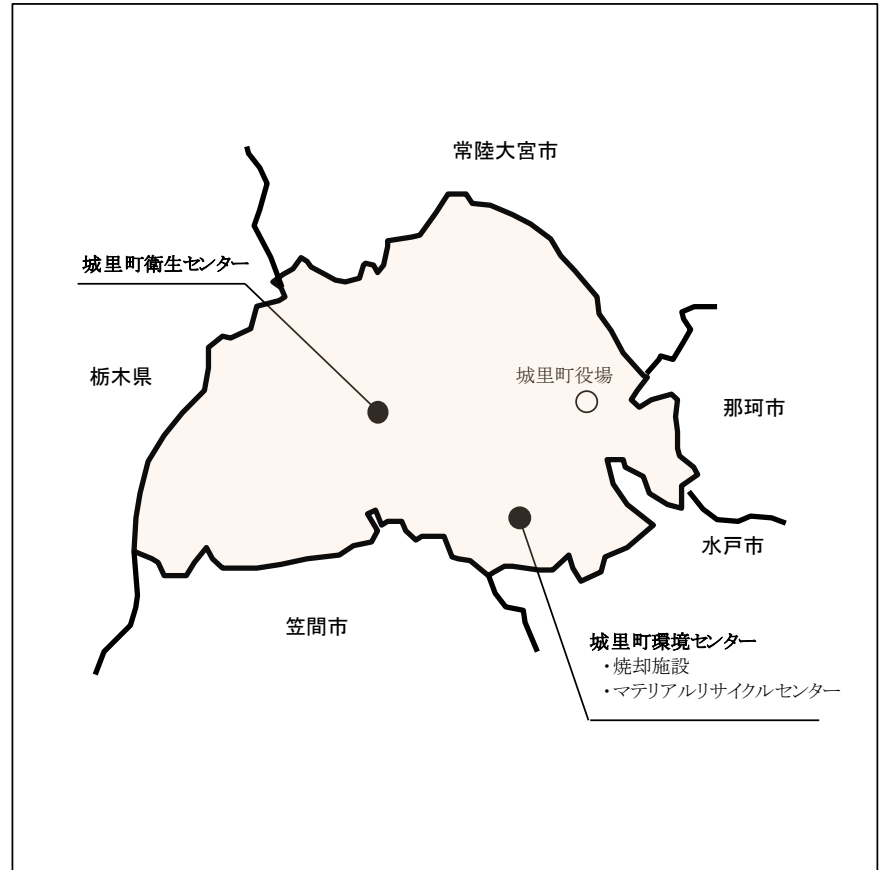 常陸大宮市
城里町衛生センター
栃木県
城里町役場
那珂市
水戸市
笠間市
城里町環境センター
・焼却施設
・マテリアルリサイクルセンター